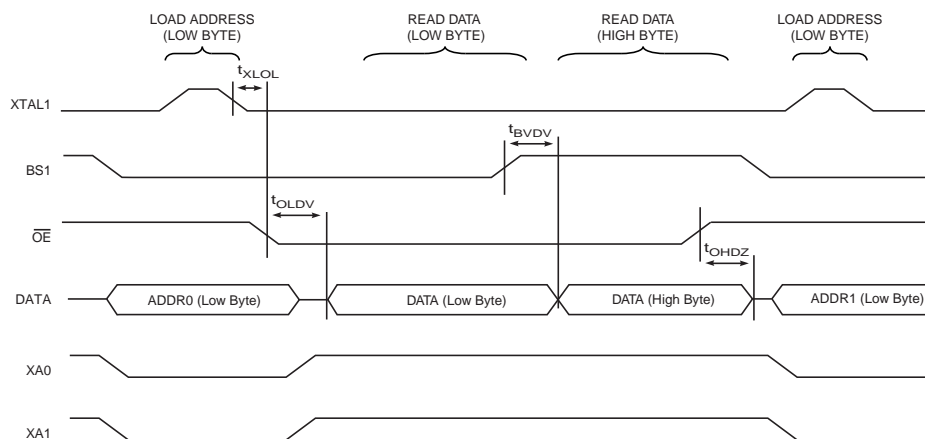 LOAD ADDRESS
(LOW BYTE)
READ DATA
(LOW BYTE)
READ DATA
(HIGH BYTE)
LOAD ADDRESS
(LOW BYTE)
tXLOL
XTAL1
tBVDV
BS1
tOLDV
OE
tOHDZ
DATA
ADDR0 (Low Byte)
DATA (Low Byte)
DATA (High Byte)
ADDR1 (Low Byte)
XA0
XA1